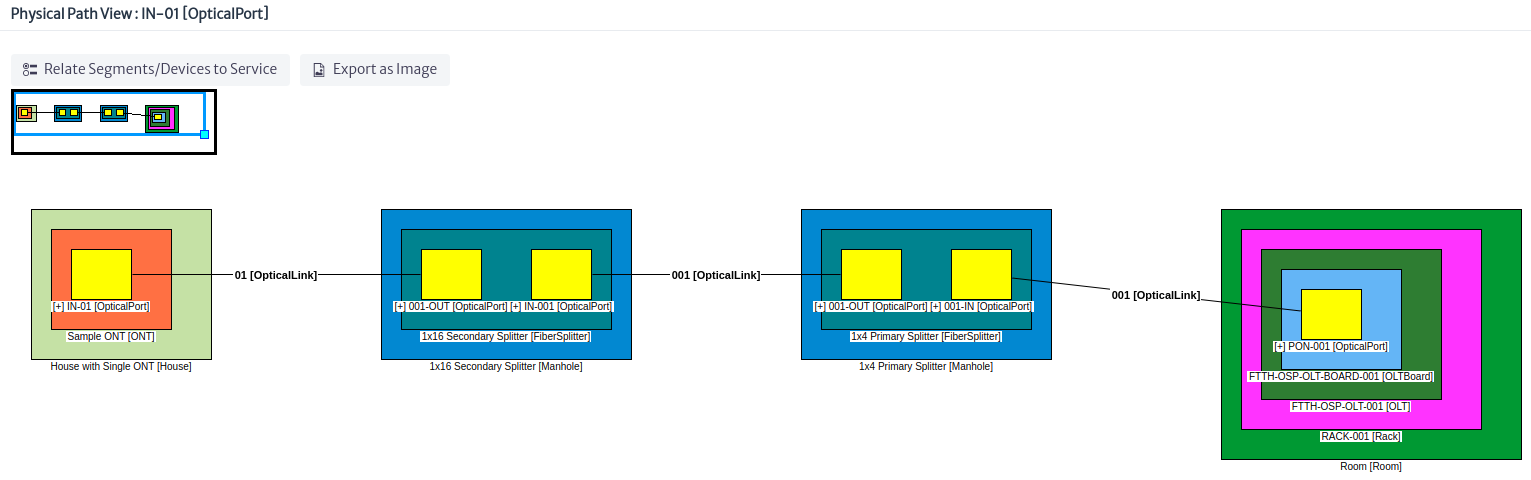 Physical Path View : IN-01 [OpticalPort]
Relate Segments/Devices to Service
Export as Image
01 [OpticalLink]
001 [OpticalLink]
001 [OpticalLink]
[+] IN-01 [OpticalPort]
Sample ONT [ONT]
House with Single ONT [House]
[+] 001-OUT [OpticalPort]
[+] IN-001 [OpticalPort]
1x16 Secondary Splitter [FiberSplitter]
1x16 Secondary Splitter [Manhole]
[+] 001-OUT [OpticalPort]
[+] 001-IN [OpticalPort]
1x4 Primary Splitter [FiberSplitter]
1x4 Primary Splitter [Manhole]
[+] PON-001 [OpticalPort]
FTTH-OSP-OLT-BOARD-001 [OLTBoard]
FTTH-OSP-OLT-001 [OLT]
RACK-001 [Rack]
Room [Room]